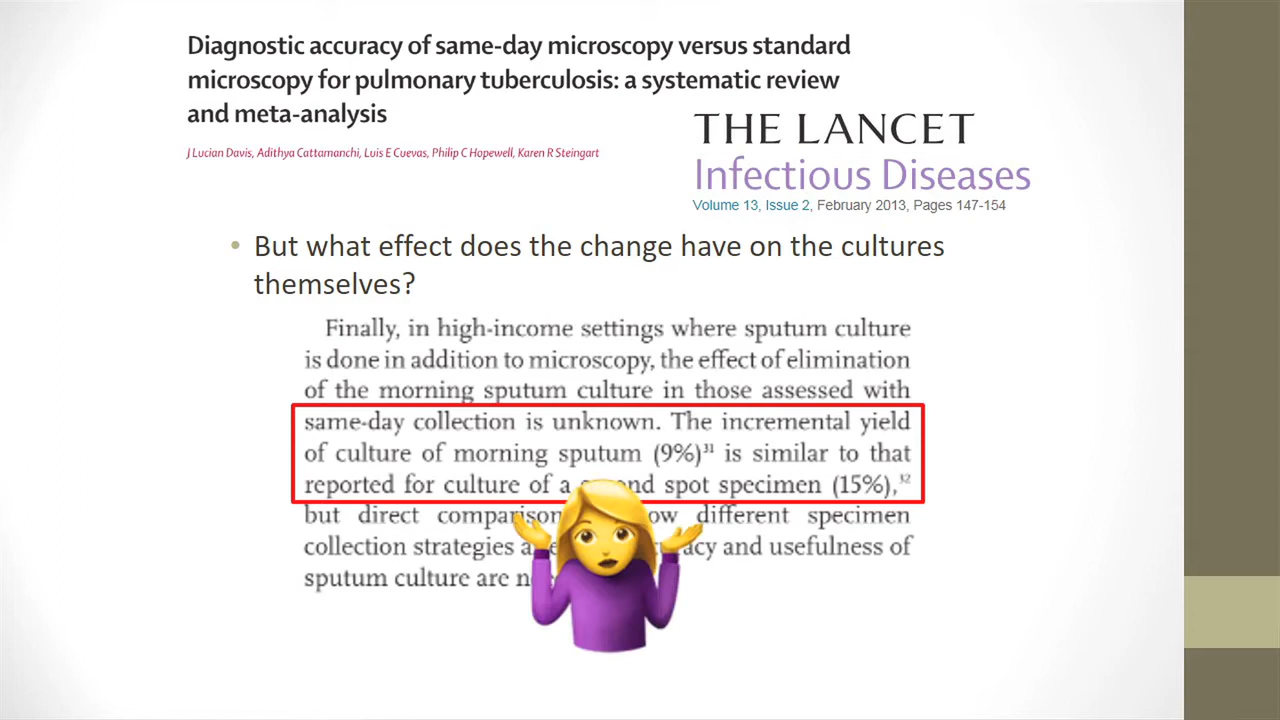 Diagnostic accuracy of same-day microscopy versus standard
microscopy for pulmonary tuberculosis: a systematic review
and meta-analysis
J Lucian Davis, Adithya Cattamanchi, Luis E Cuevas, Philip C Hopewell, Karen R Steingart
THE LANCET
Infectious Diseases
Volume 13, Issue 2, February 2013, Pages 147-154
• But what effect does the change have on the cultures
themselves?
Finally, in high-income settings where sputum culture
is done in addition to microscopy, the effect of elimination
of the morning sputum culture in those assessed with
same-day collection is unknown. The incremental yield
of culture of morning sputum (9%)³¹ is similar to that
reported for culture of a spot specimen (15%),³²
but direct different specimen
collection strategies and usefulness of
sputum culture are